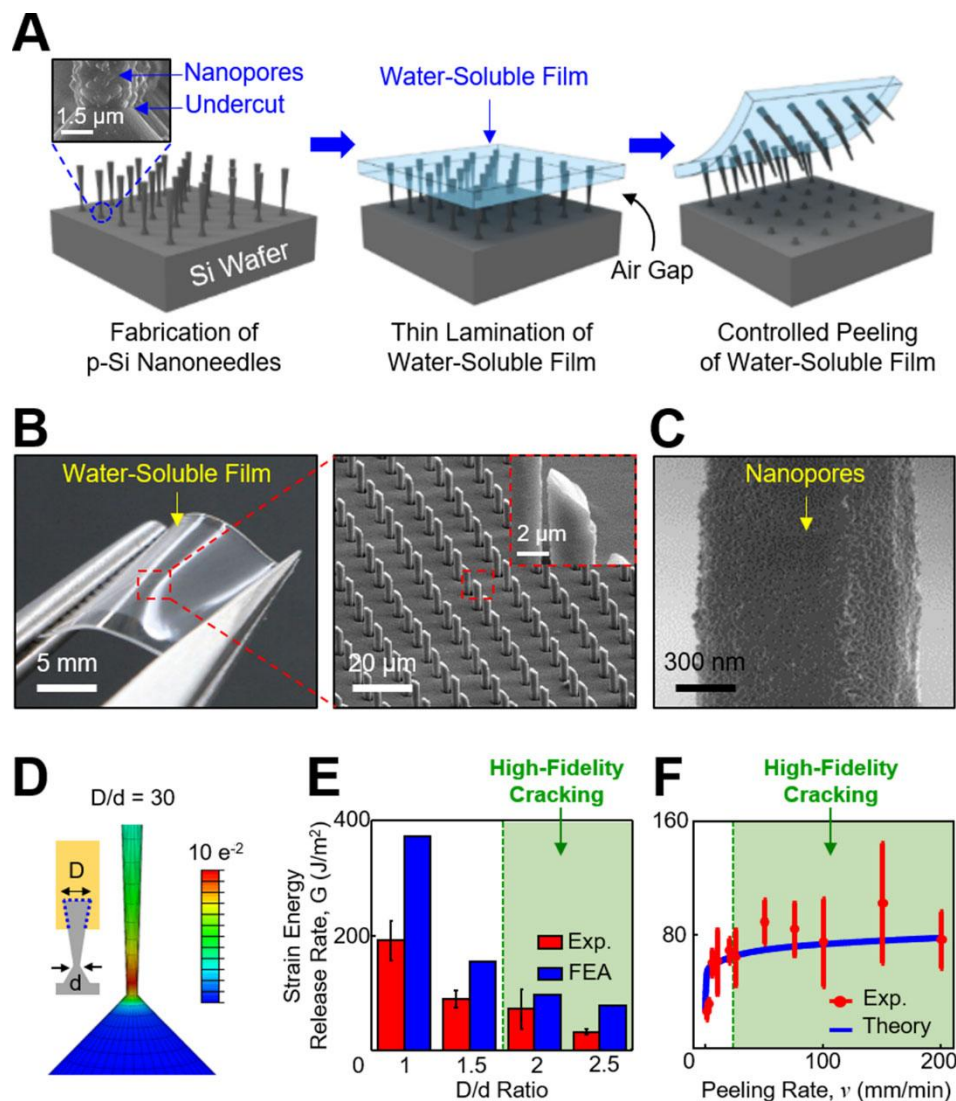 A
Nanopores
Undercut
1.5 μm
Water-Soluble Film
Si Wafer
Air Gap
Fabrication of
p-Si Nanoneedles
Thin Lamination of
Water-Soluble Film
Controlled Peeling
of Water-Soluble Film
B
Water-Soluble Film
5 mm
2 μm
20 μm
C
Nanopores
300 nm
D
D/d = 30
10 e⁻²
D
d
E
High-Fidelity
Cracking
Strain Energy
Release Rate, G (J/m²)
400
200
0
Exp.
FEA
1 1.5 2 2.5
D/d Ratio
F
High-Fidelity
Cracking
160
80
0
Exp.
Theory
0 100 200
Peeling Rate, v (mm/min)